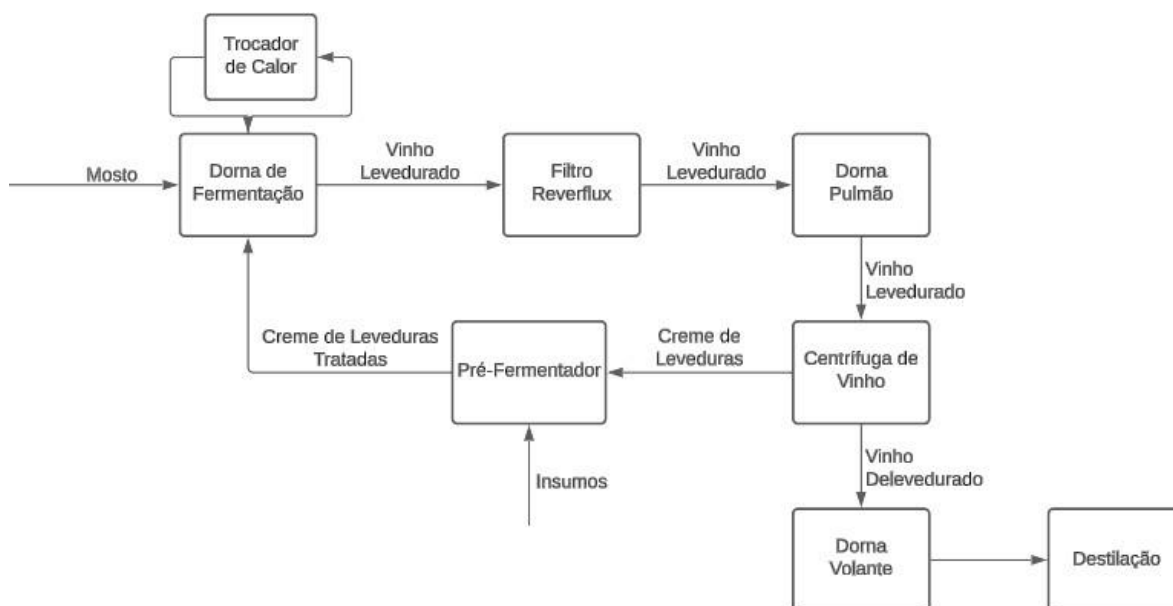 Trocador
de Calor
Mosto
Dorna de
Fermentação
Vinho
Levedurado
Filtro
Reverflux
Vinho
Levedurado
Dorna
Pulmão
Vinho
Levedurado
Creme de Leveduras
Tratadas
Pré-Fermentador
Creme de
Leveduras
Centrífuga de
Vinho
Insumos
Vinho
Delevedurado
Dorna
Volante
Destilação